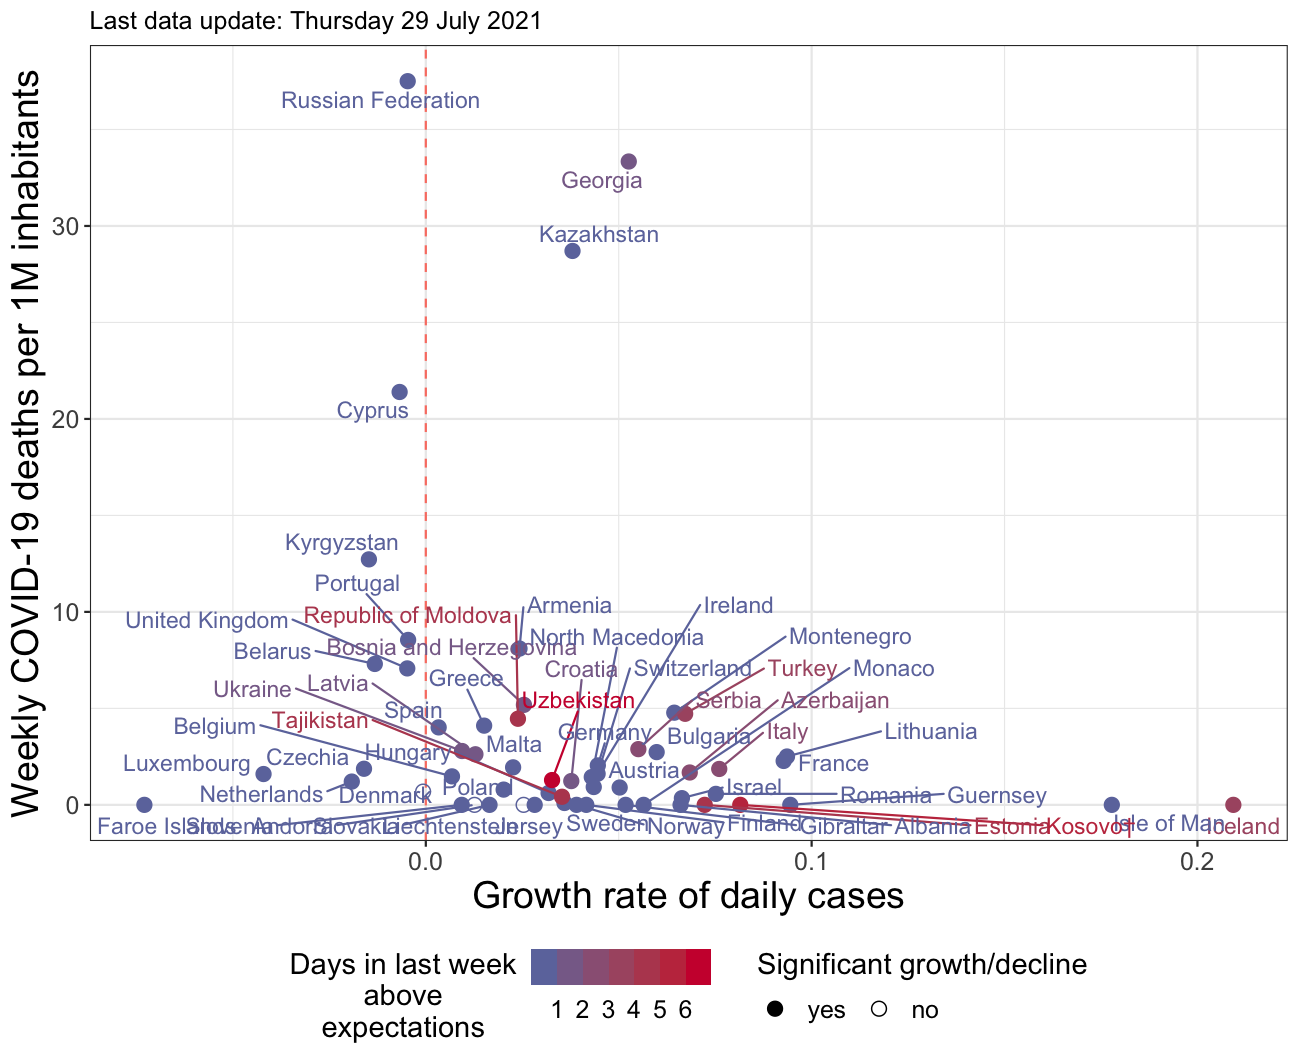 Last data update: Thursday 29 July 2021
Weekly COVID-19 deaths per 1M inhabitants
30
20
10
0
Russian Federation
Georgia
Kazakhstan
Cyprus
Kyrgyzstan
Portugal
Armenia
Ireland
United Kingdom
Republic of Moldova
North Macedonia
Montenegro
Belarus
Bosnia and Herzegovina
Croatia
Switzerland
Turkey
Monaco
Ukraine
Latvia
Greece
Uzbekistan
Serbia
Azerbaijan
Spain
Tajikistan
Belgium
Germany
Bulgaria
Italy
Lithuania
Malta
Hungary
Czechia
Luxembourg
Austria
France
Netherlands
Denmark
Poland
Israel
Romania
Guernsey
Faroe Islands
Slovenia
Andorra
Slovakia
Liechtenstein
Jersey
Sweden
Norway
Finland
Gibraltar
Albania
Estonia
Kosovo†
Isle of Man
Iceland
0.0
0.1
0.2
Growth rate of daily cases
Days in last week
above
expectations
1 2 3 4 5 6
Significant growth/decline
yes
no